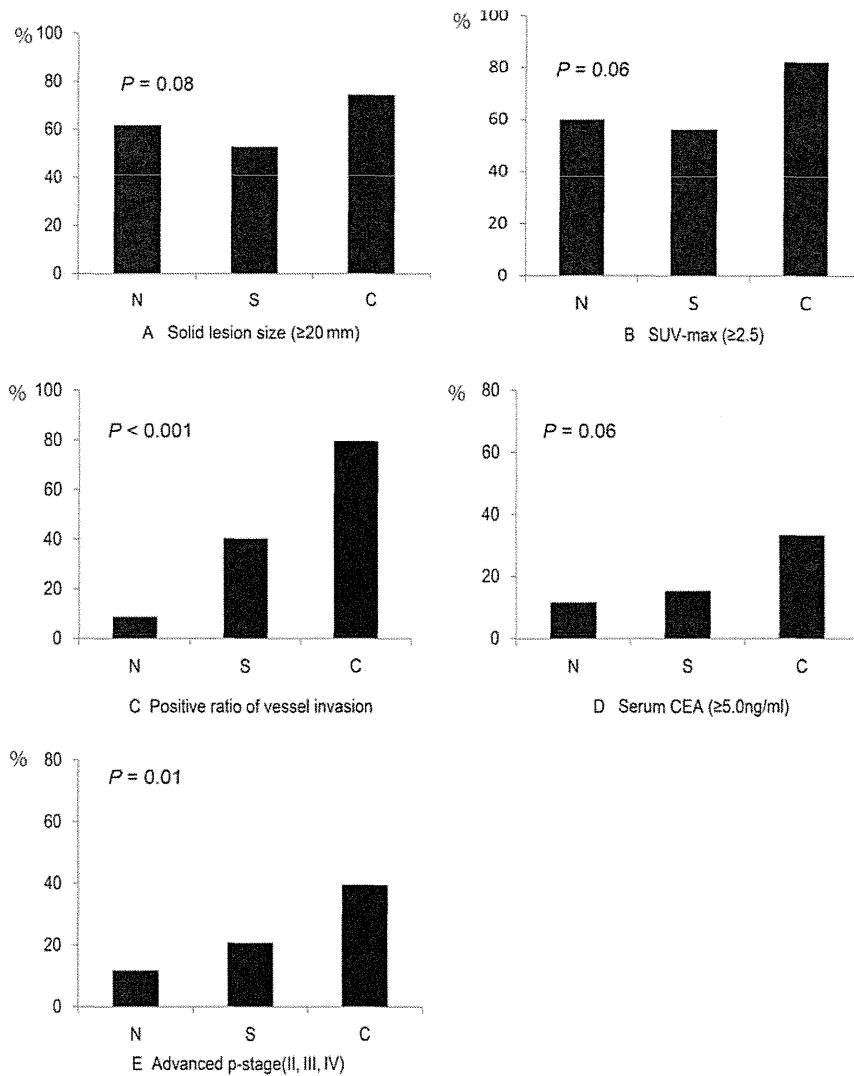 %
100
80
60
40
20
0
P = 0.08
N S C
A Solid lesion size (≥20 mm)
%
100
80
60
40
20
0
P = 0.06
N S C
B SUV-max (≥2.5)
%
100
80
60
40
20
0
P < 0.001
N S C
C Positive ratio of vessel invasion
%
80
60
40
20
0
P = 0.06
N S C
D Serum CEA (≥5.0ng/ml)
%
80
60
40
20
0
P = 0.01
N S C
E Advanced p-stage(II, III, IV)